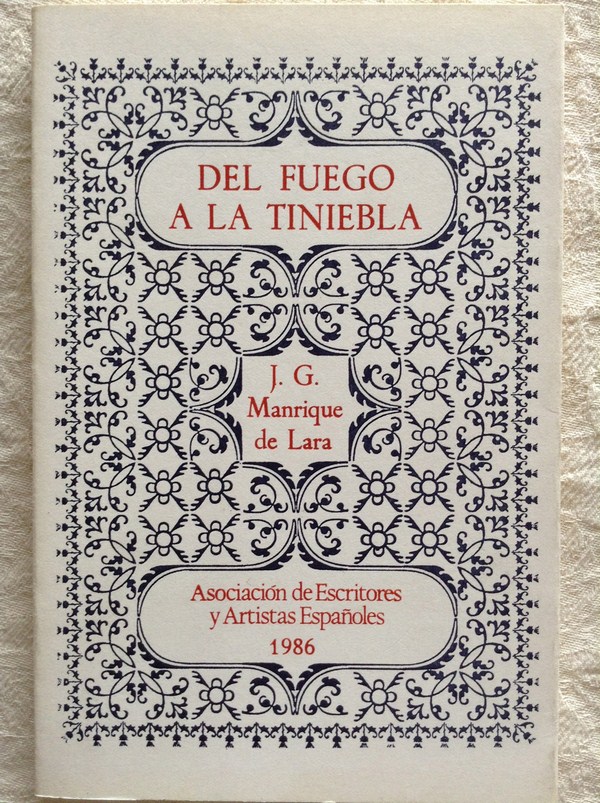 DEL FUEGO
A LA TINIEBLA
J. G.
Manrique
de Lara
Asociación de Escritores
y Artistas Españoles
1986